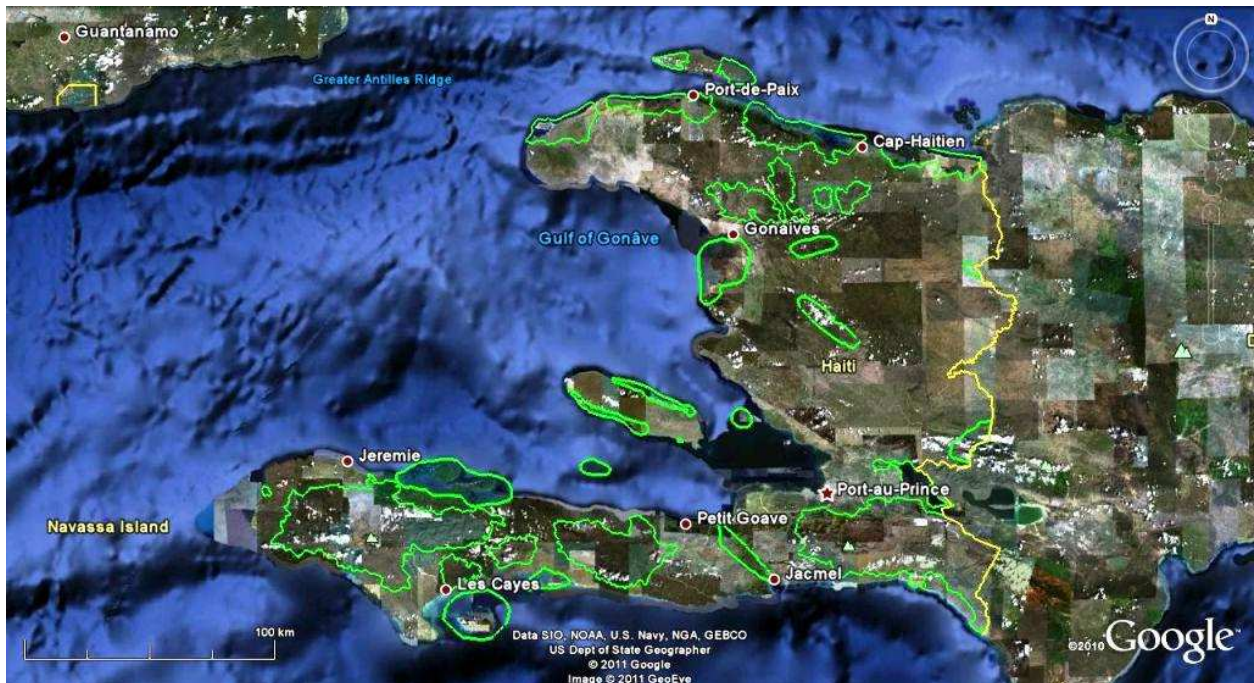 N
Guantanamo
Greater Antilles Ridge
Port-de-Paix
Cap-Haitien
Gulf of Gonâve
Gonaives
D
Haiti
Jeremie
Port-au-Prince
Navassa Island
Petit Goave
Les Cayes
Jacmel
100 km
Data SIO, NOAA, U.S. Navy, NGA, GEBCO
US Dept of State Geographer
© 2011 Google
Image © 2011 GeoEye
©2010 Google